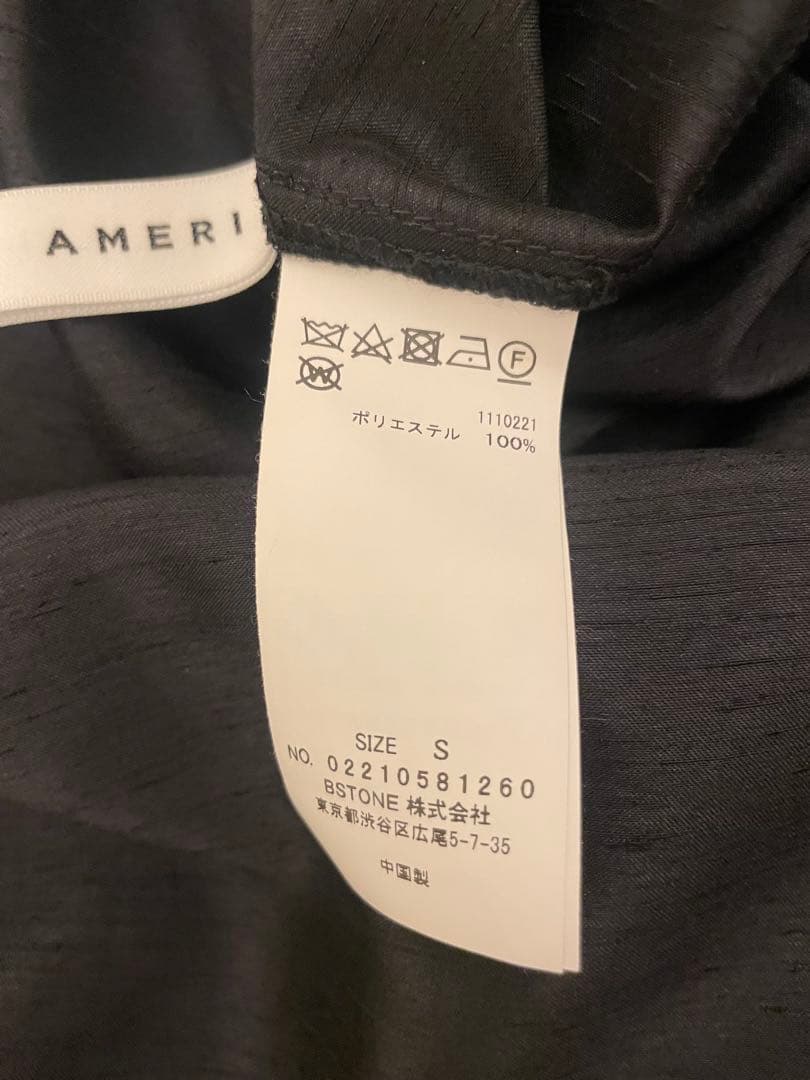 AMERI
F
W
1110221
ポリエステル 100%
SIZE S
NO. 02210581260
BSTONE 株式会社
東京都渋谷区広尾5-7-35
中国製